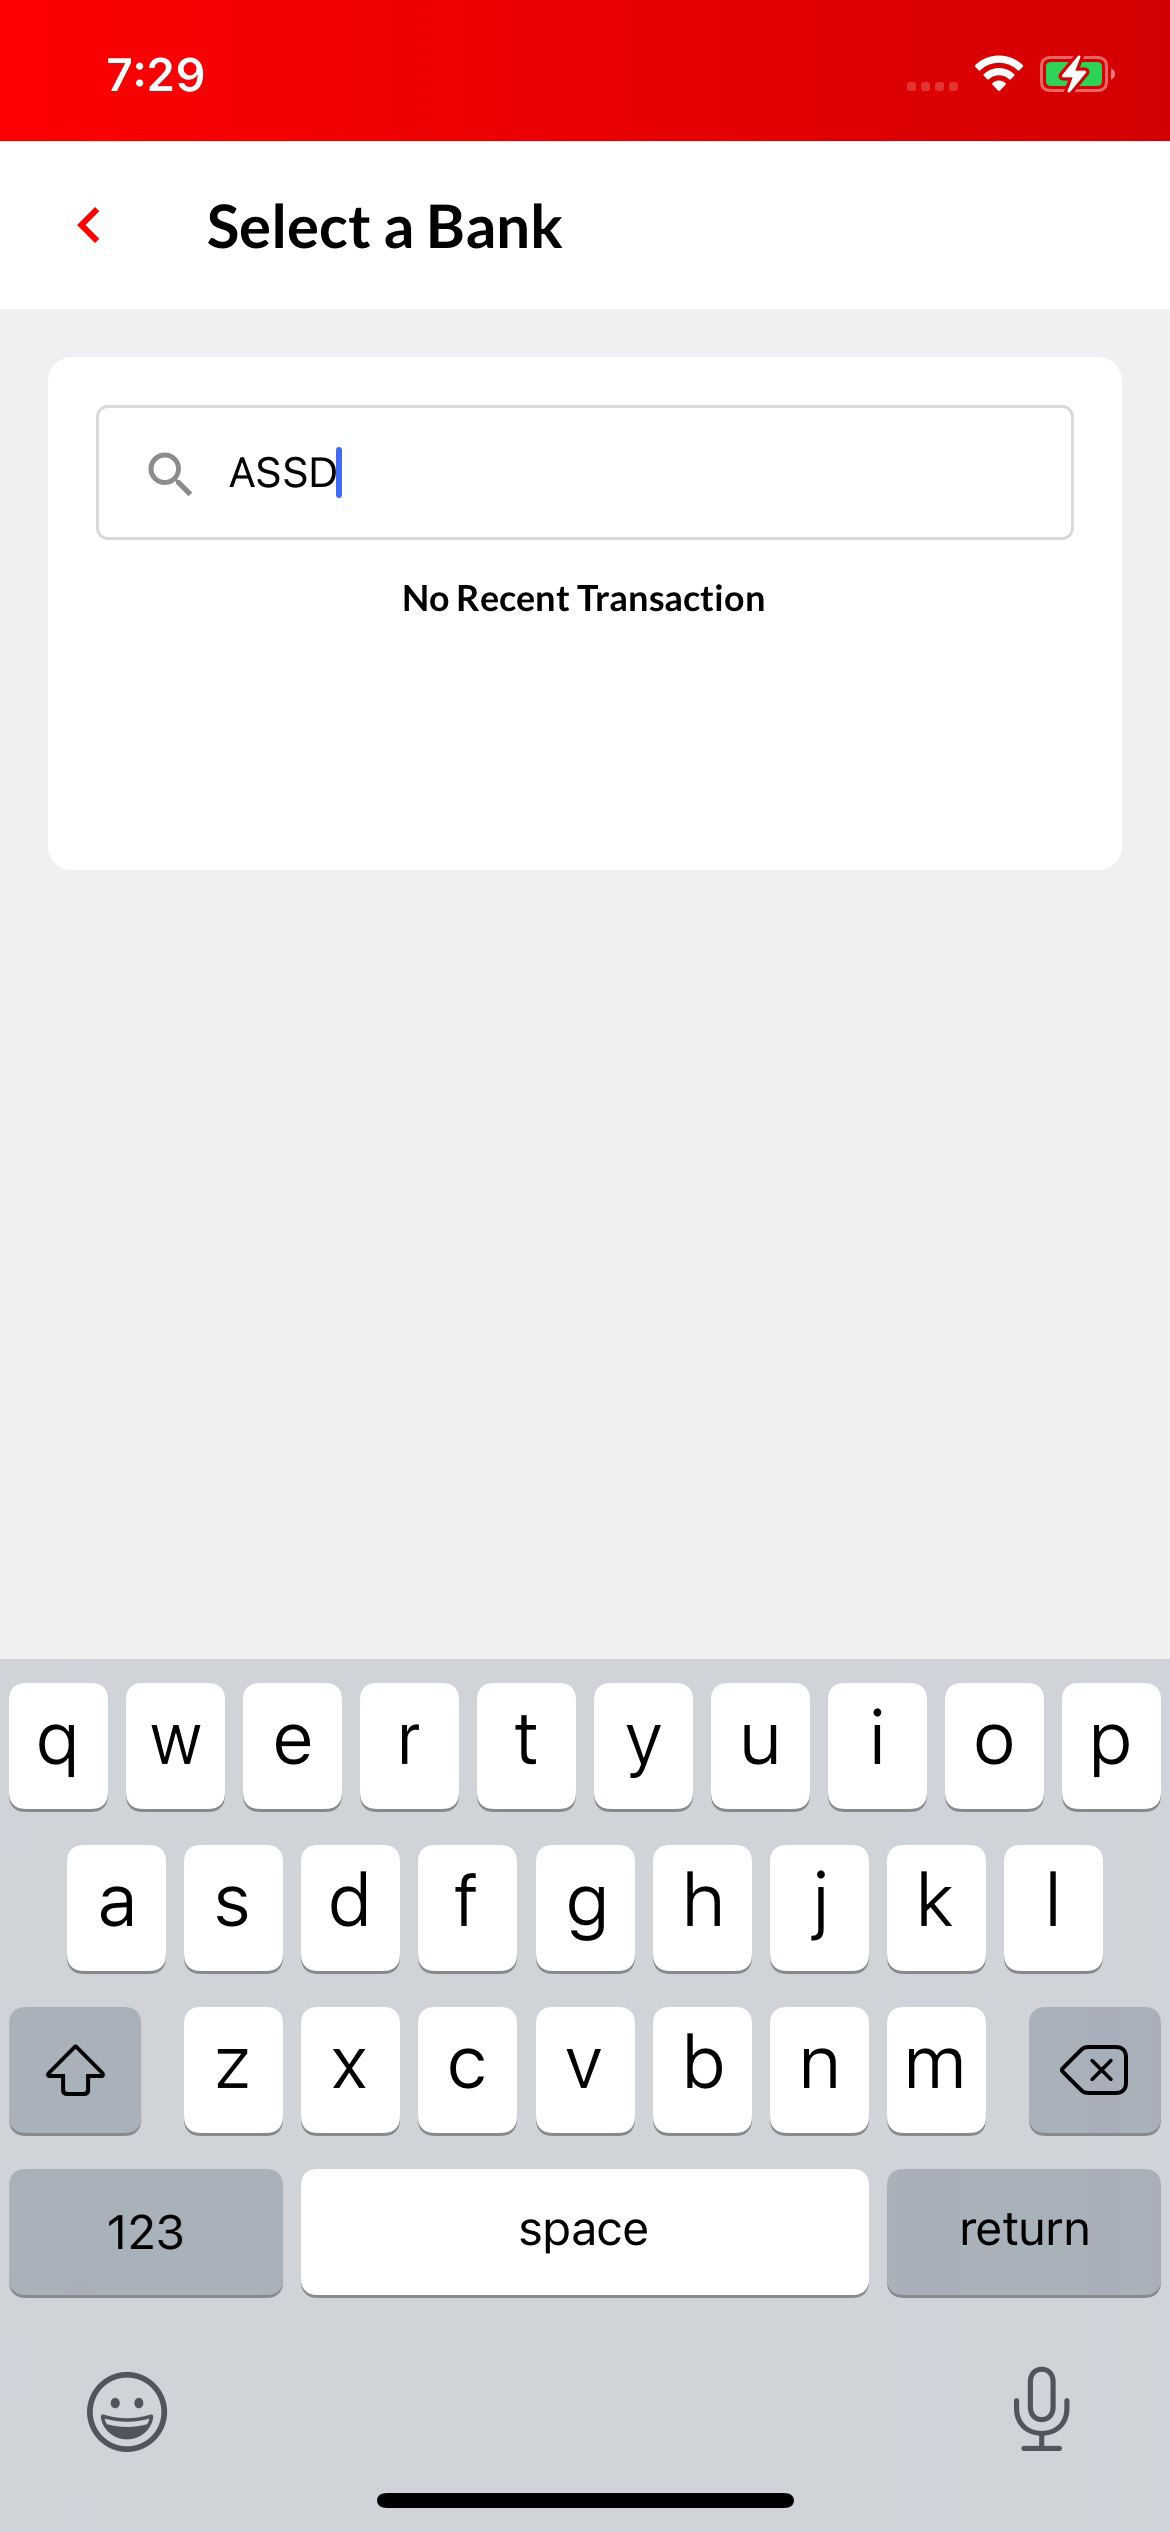 7:29
Select a Bank
ASSD
No Recent Transaction
q w e r t y u i o p
a s d f g h j k l
z x c v b n m
123 space return